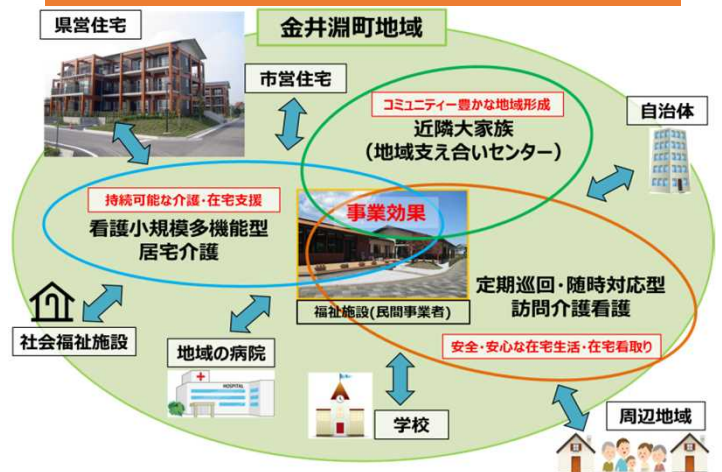 県営住宅
金井淵町地域
市営住宅
コミュニティー豊かな地域形成
近隣大家族
（地域支え合いセンター）
自治体
持続可能な介護・在宅支援
看護小規模多機能型
居宅介護
事業効果
定期巡回・随時対応型
訪問介護看護
福祉施設(民間事業者)
安全・安心な在宅生活・在宅看取り
社会福祉施設
地域の病院
HOSPITAL
学校
周辺地域